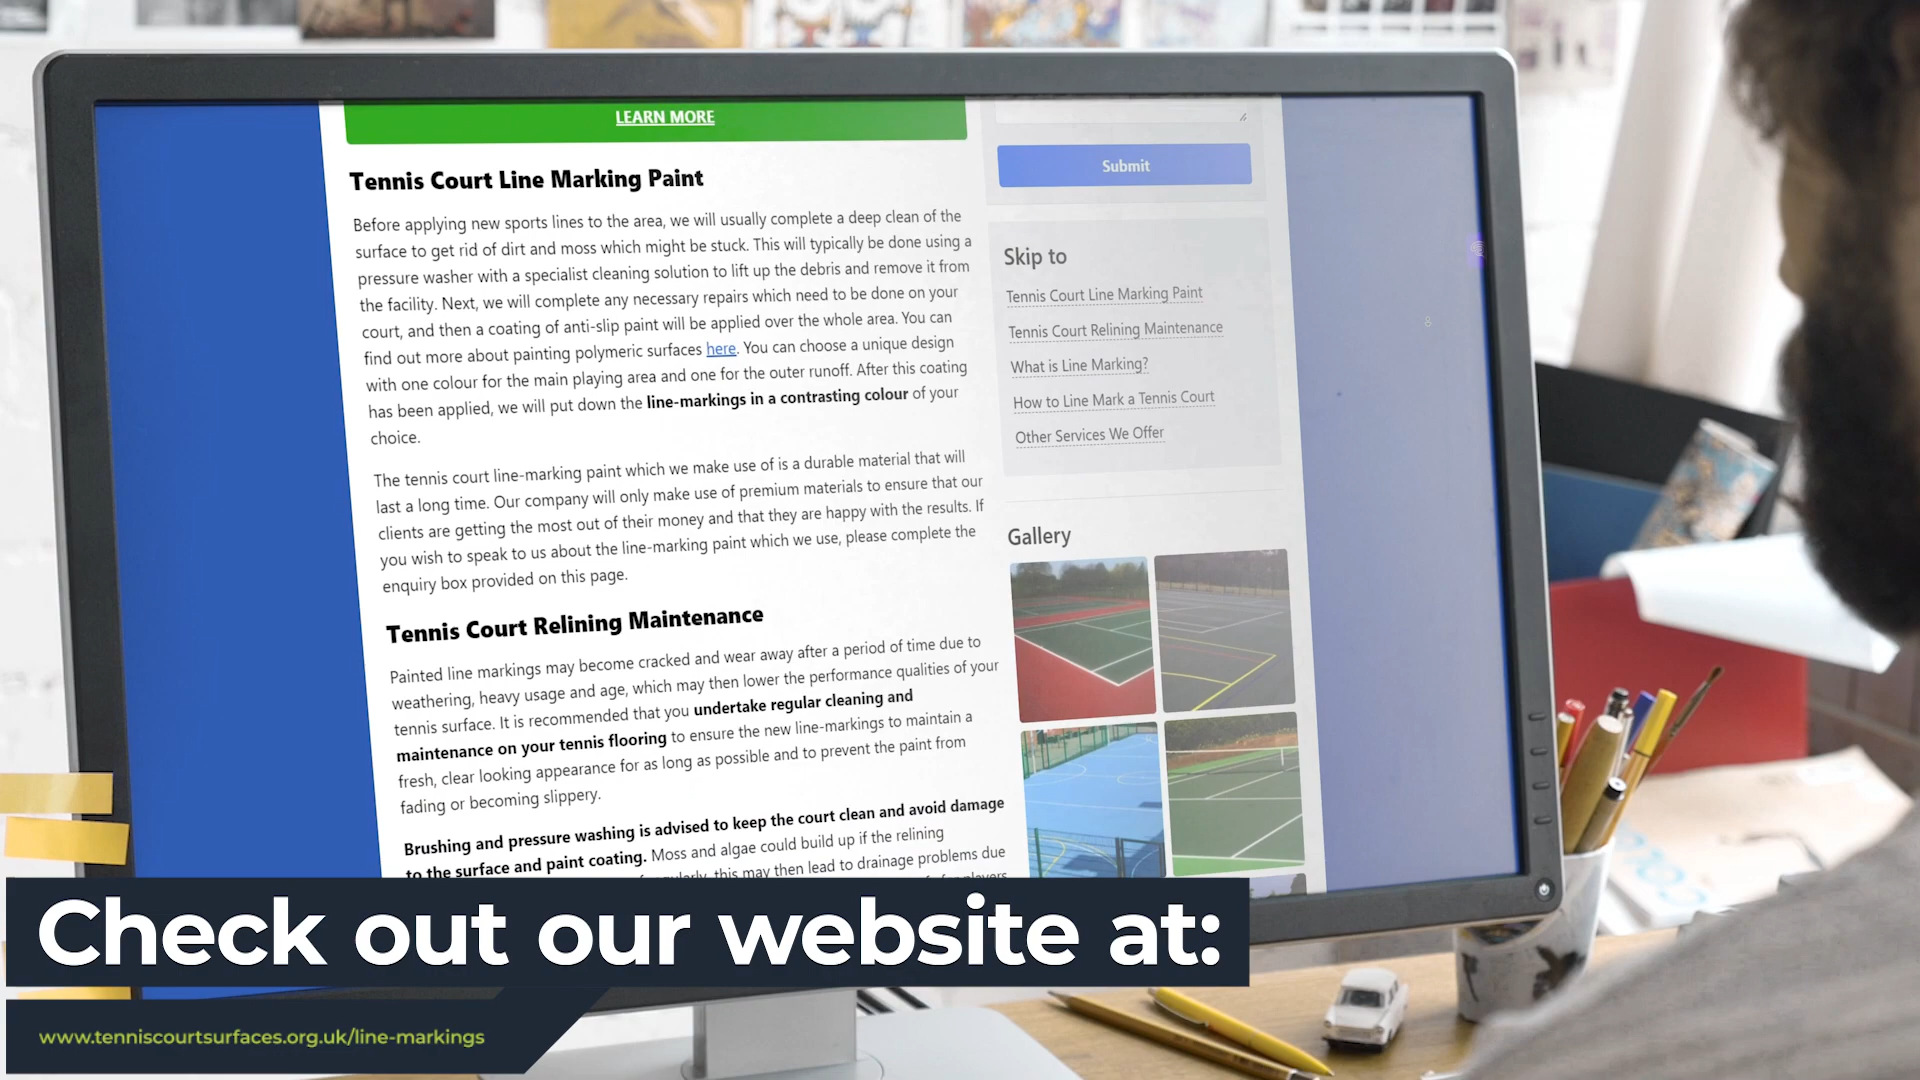 LEARN MORE
Tennis Court Line Marking Paint
Before applying new sports lines to the area, we will usually complete a deep clean of the
surface to get rid of dirt and moss which might be stuck. This will typically be done using a
pressure washer with a specialist cleaning solution to lift up the debris and remove it from
the facility. Next, we will complete any necessary repairs which need to be done on your
court, and then a coating of anti-slip paint will be applied over the whole area. You can
find out more about painting polymeric surfaces here. You can choose a unique design
with one colour for the main playing area and one for the outer runoff. After this coating
has been applied, we will put down the line-markings in a contrasting colour of your
choice.
The tennis court line-marking paint which we make use of is a durable material that will
last a long time. Our company will only make use of premium materials to ensure that our
clients are getting the most out of their money and that they are happy with the results. If
you wish to speak to us about the line-marking paint which we use, please complete the
enquiry box provided on this page.
Tennis Court Relining Maintenance
Painted line markings may become cracked and wear away after a period of time due to
weathering, heavy usage and age, which may then lower the performance qualities of your
tennis surface. It is recommended that you undertake regular cleaning and
maintenance on your tennis flooring to ensure the new line-markings to maintain a
fresh, clear looking appearance for as long as possible and to prevent the paint from
fading or becoming slippery.
Brushing and pressure washing is advised to keep the court clean and avoid damage
to the surface and paint coating. Moss and algae could build up if the relining
this may then lead to drainage problems due
Submit
Skip to
Tennis Court Line Marking Paint
Tennis Court Relining Maintenance
What is Line Marking?
How to Line Mark a Tennis Court
Other Services We Offer
Gallery
Check out our website at:
www.tenniscourtsurfaces.org.uk/line-markings